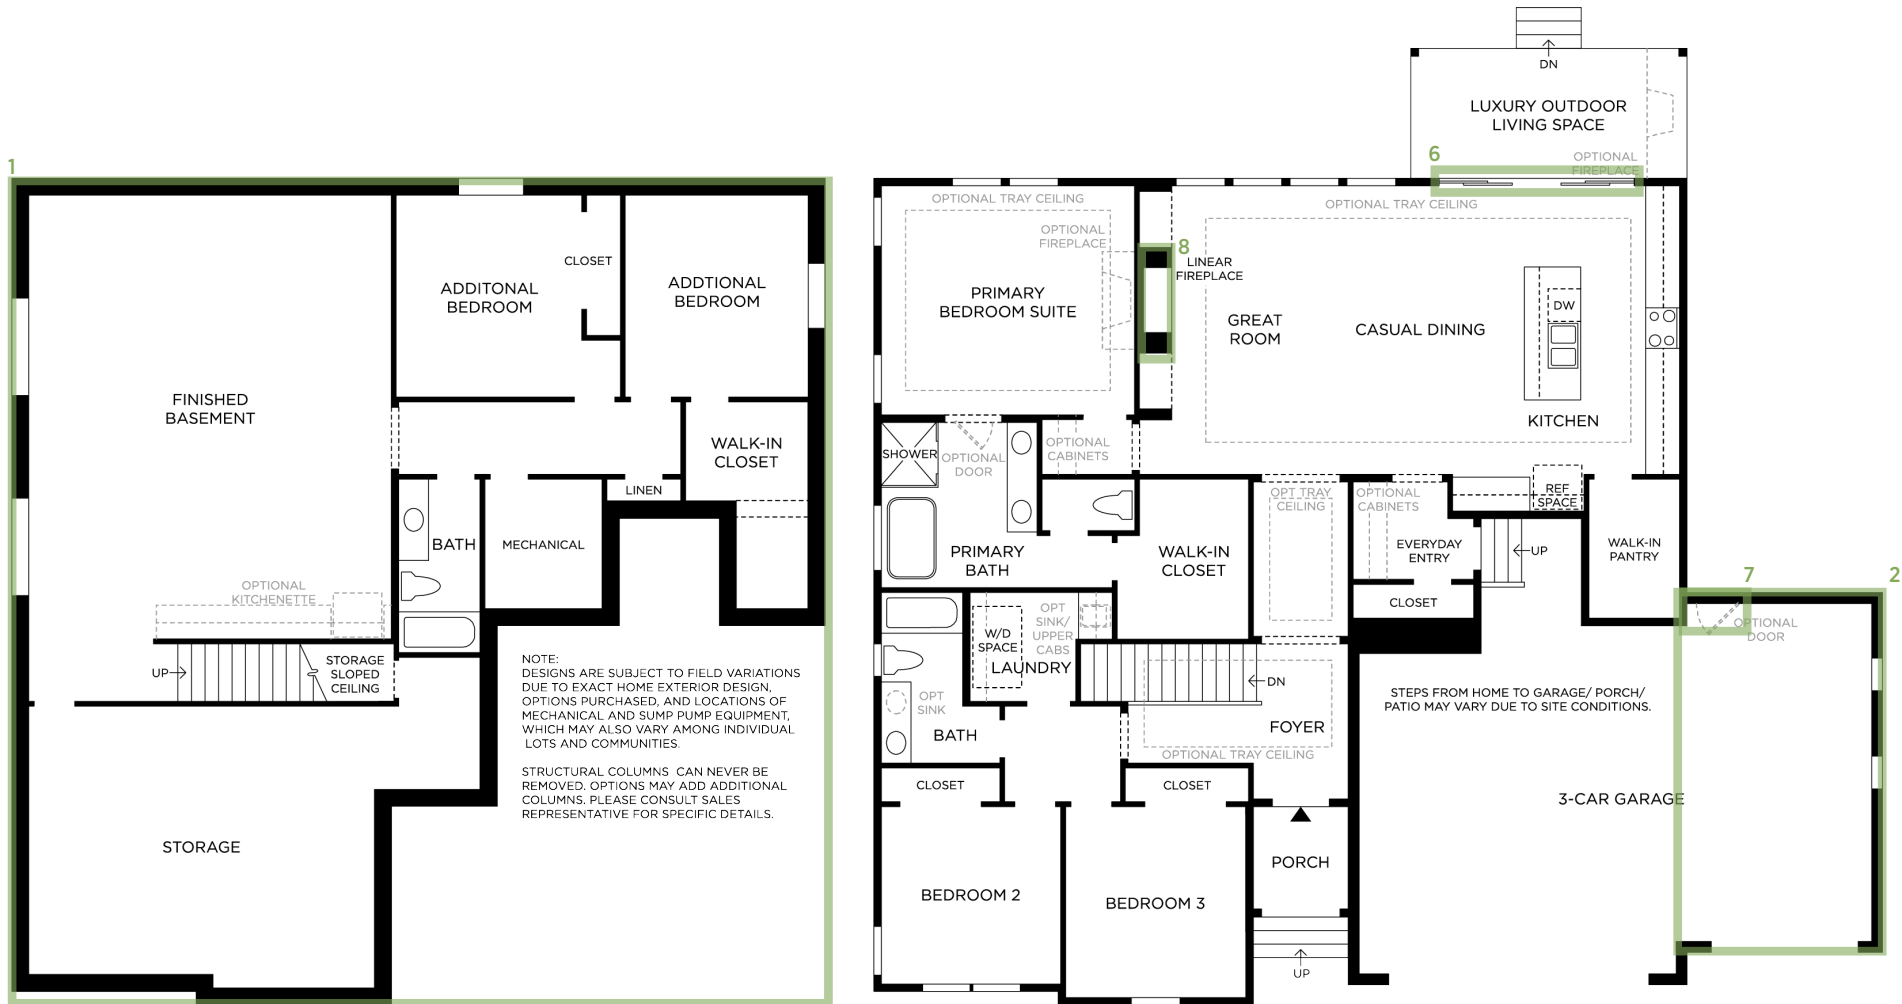 1
CLOSET
ADDITONAL
BEDROOM
ADDTIONAL
BEDROOM
FINISHED
BASEMENT
WALK-IN
CLOSET
LINEN
BATH
MECHANICAL
OPTIONAL
KITCHENETTE
UP
STORAGE
SLOPED
CEILING
NOTE:
DESIGNS ARE SUBJECT TO FIELD VARIATIONS
DUE TO EXACT HOME EXTERIOR DESIGN,
OPTIONS PURCHASED, AND LOCATIONS OF
MECHANICAL AND SUMP PUMP EQUIPMENT,
WHICH MAY ALSO VARY AMONG INDIVIDUAL
LOTS AND COMMUNITIES.
STRUCTURAL COLUMNS CAN NEVER BE
REMOVED. OPTIONS MAY ADD ADDITIONAL
COLUMNS. PLEASE CONSULT SALES
REPRESENTATIVE FOR SPECIFIC DETAILS.
STORAGE
DN
LUXURY OUTDOOR
LIVING SPACE
6
OPTIONAL
FIREPLACE
OPTIONAL TRAY CEILING
OPTIONAL TRAY CEILING
OPTIONAL
FIREPLACE
8
LINEAR
FIREPLACE
PRIMARY
BEDROOM SUITE
GREAT
ROOM
CASUAL DINING
DW
KITCHEN
SHOWER
OPTIONAL
DOOR
OPTIONAL
CABINETS
OPT TRAY
CEILING
OPTIONAL
CABINETS
REF
SPACE
PRIMARY
BATH
WALK-IN
CLOSET
EVERYDAY
ENTRY
UP
WALK-IN
PANTRY
CLOSET
7
2
OPTIONAL
DOOR
W/D
SPACE
OPT
SINK/
UPPER
CABS
LAUNDRY
OPT
SINK
DN
FOYER
BATH
OPTIONAL TRAY CEILING
STEPS FROM HOME TO GARAGE/ PORCH/
PATIO MAY VARY DUE TO SITE CONDITIONS.
CLOSET
CLOSET
3-CAR GARAGE
PORCH
BEDROOM 2
BEDROOM 3
UP